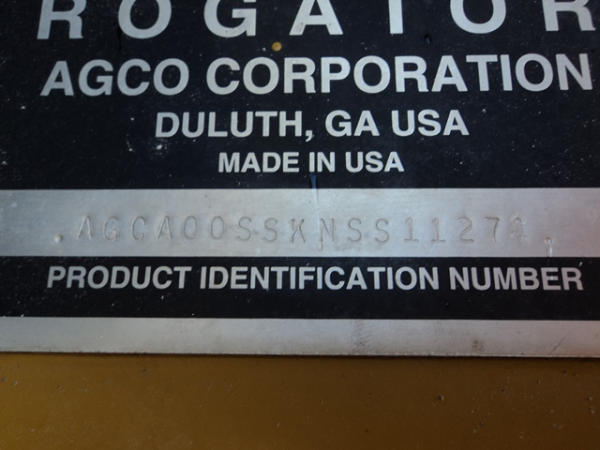 ROGATOR
AGCO CORPORATION
DULUTH, GA USA
MADE IN USA
PRODUCT IDENTIFICATION NUMBER